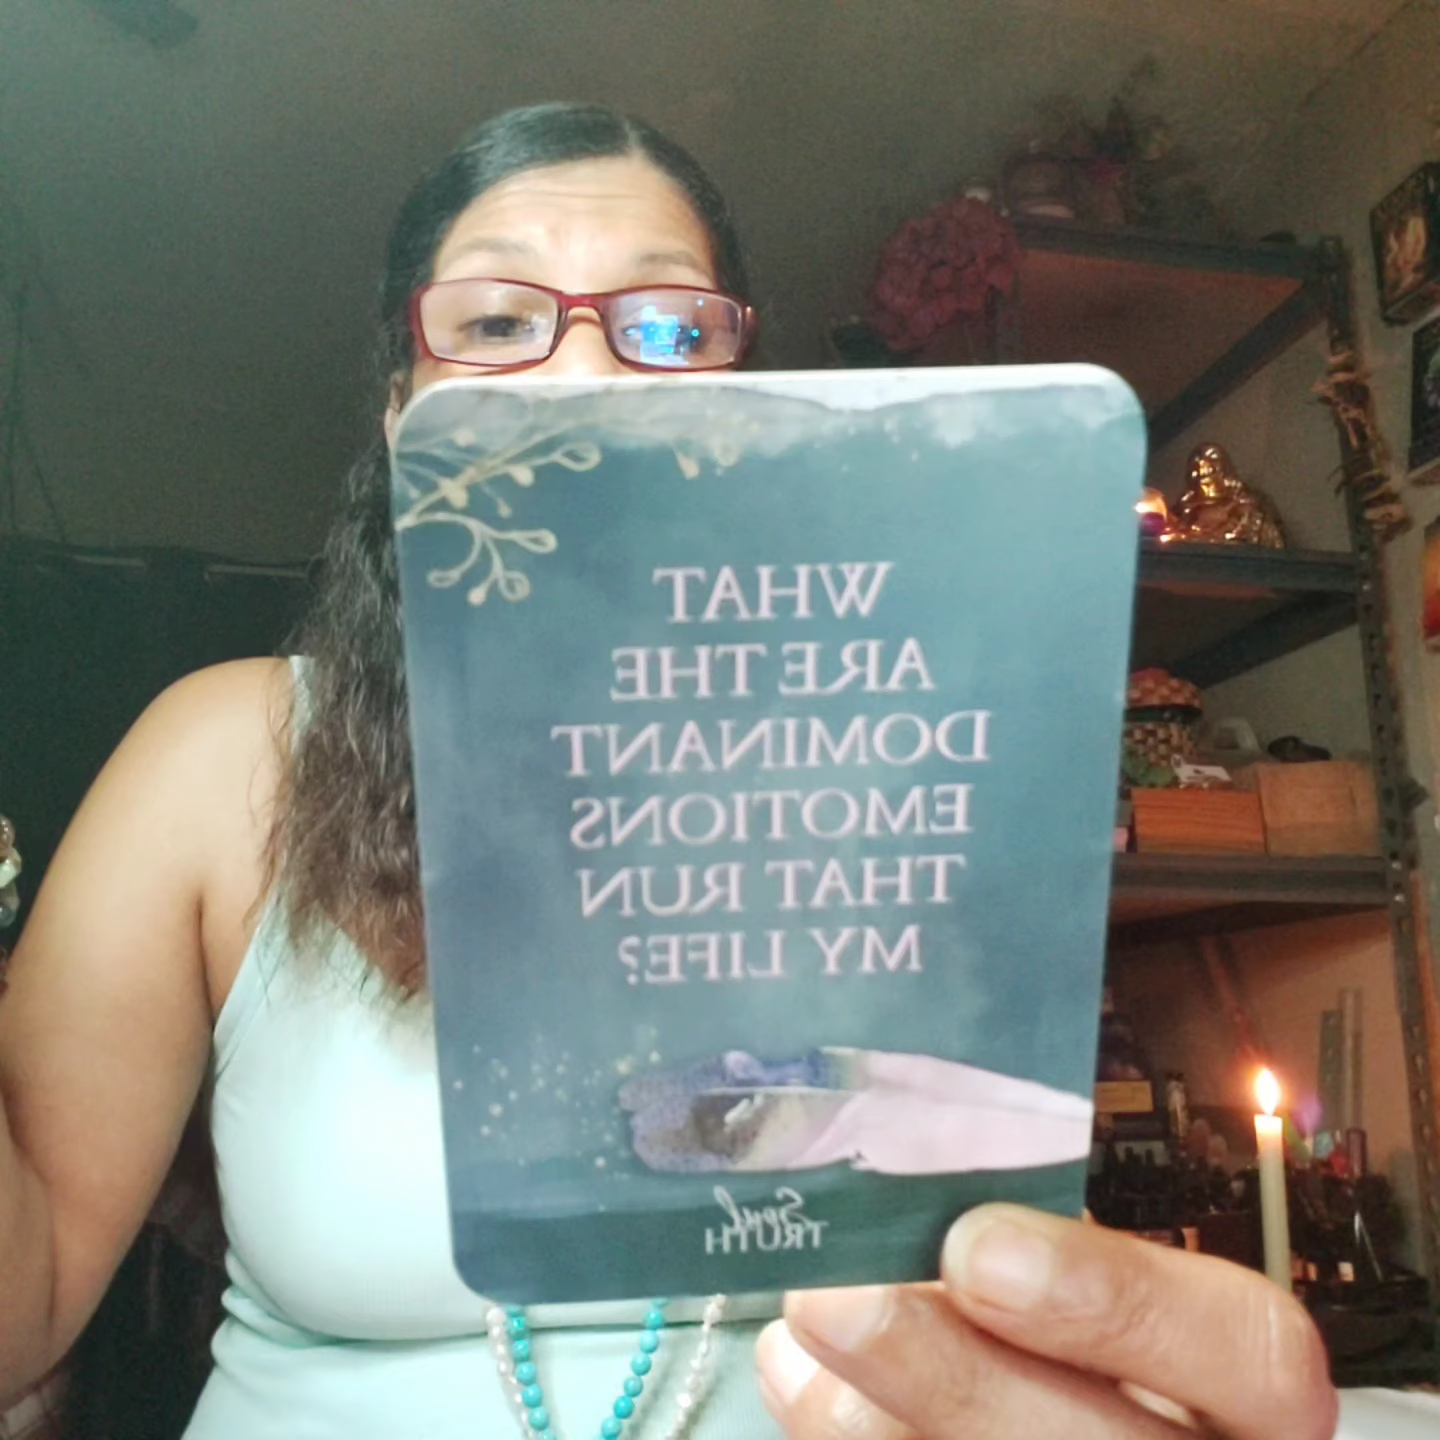 WHAT
ARE THE
DOMINANT
EMOTIONS
THAT RUN
MY LIFE?
Soul
TRUTH